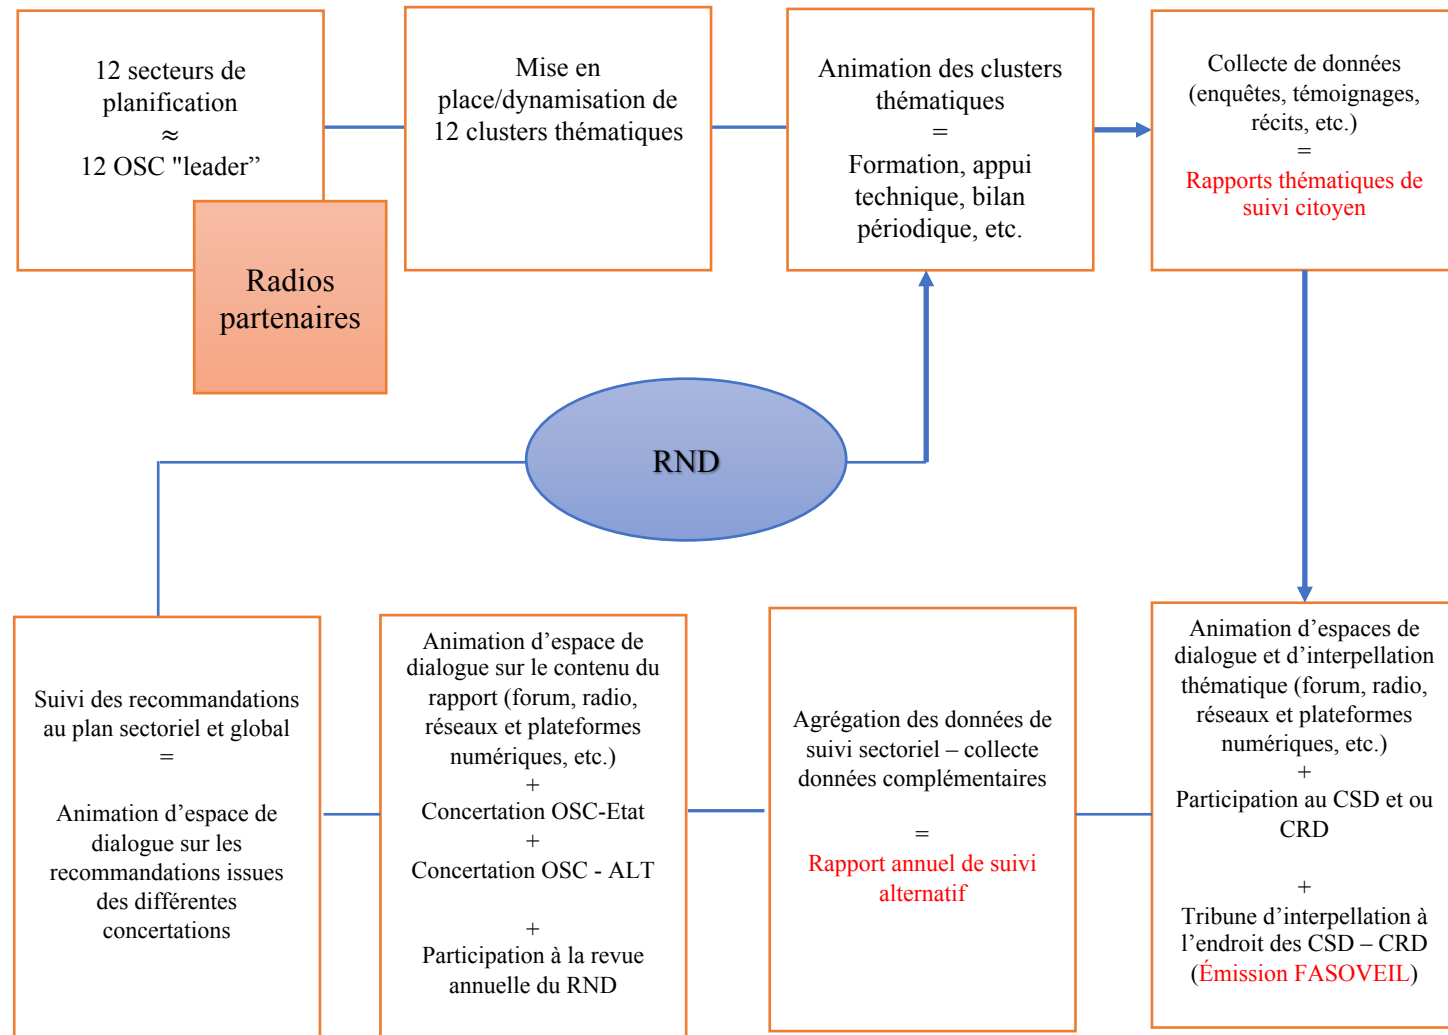 12 secteurs de
planification
≈
12 OSC "leader”
Radios
partenaires
Mise en
place/dynamisation de
12 clusters thématiques
Animation des clusters
thématiques
=
Formation, appui
technique, bilan
périodique, etc.
Collecte de données
(enquêtes, témoignages,
récits, etc.)
=
Rapports thématiques de
suivi citoyen
RND
Suivi des recommandations
au plan sectoriel et global
=
Animation d’espace de
dialogue sur les
recommandations issues
des différentes
concertations
Animation d’espace de
dialogue sur le contenu du
rapport (forum, radio,
réseaux et plateformes
numériques, etc.)
+
Concertation OSC-Etat
+
Concertation OSC - ALT
+
Participation à la revue
annuelle du RND
Agrégation des données de
suivi sectoriel – collecte
données complémentaires
=
Rapport annuel de suivi
alternatif
Animation d’espaces de
dialogue et d’interpellation
thématique (forum, radio,
réseaux et plateformes
numériques, etc.)
+
Participation au CSD et ou
CRD
+
Tribune d’interpellation à
l’endroit des CSD – CRD
(Émission FASOVEIL)